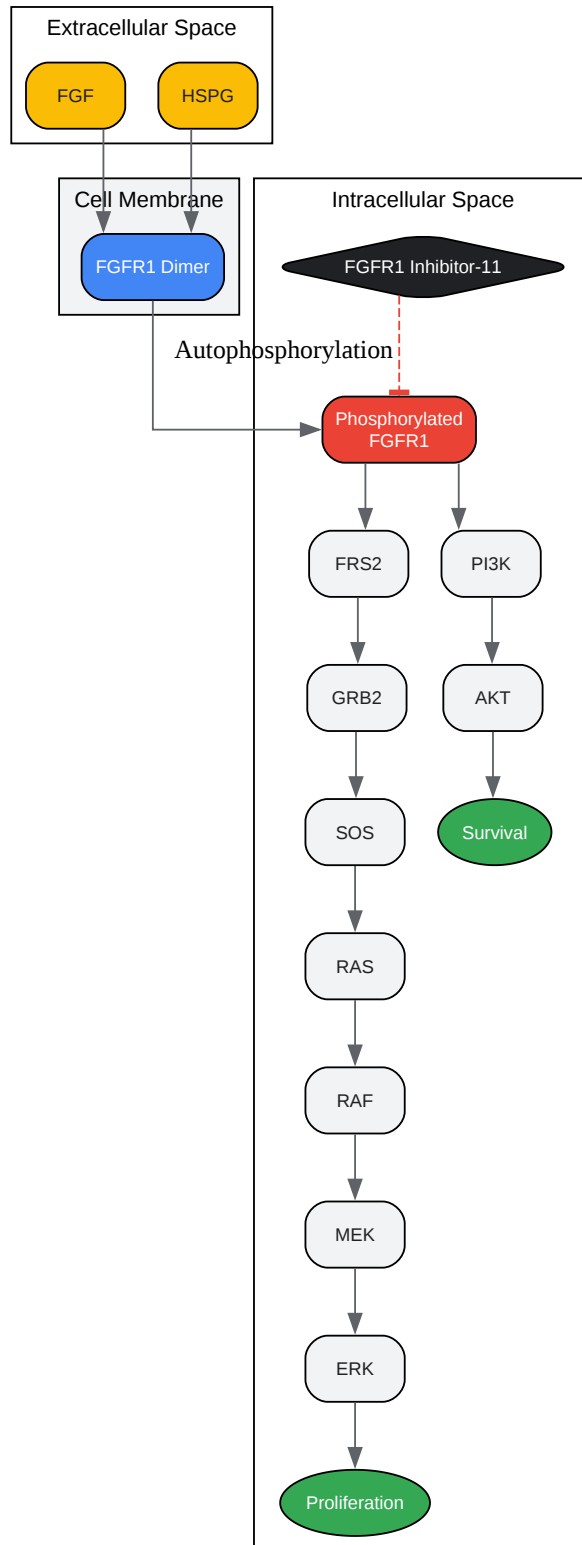 Extracellular Space
FGF
HSPG
Cell Membrane
Intracellular Space
FGFR1 Dimer
FGFR1 Inhibitor-11
Autophosphorylation
Phosphorylated
FGFR1
FRS2
PI3K
GRB2
AKT
SOS
Survival
RAS
RAF
MEK
ERK
Proliferation